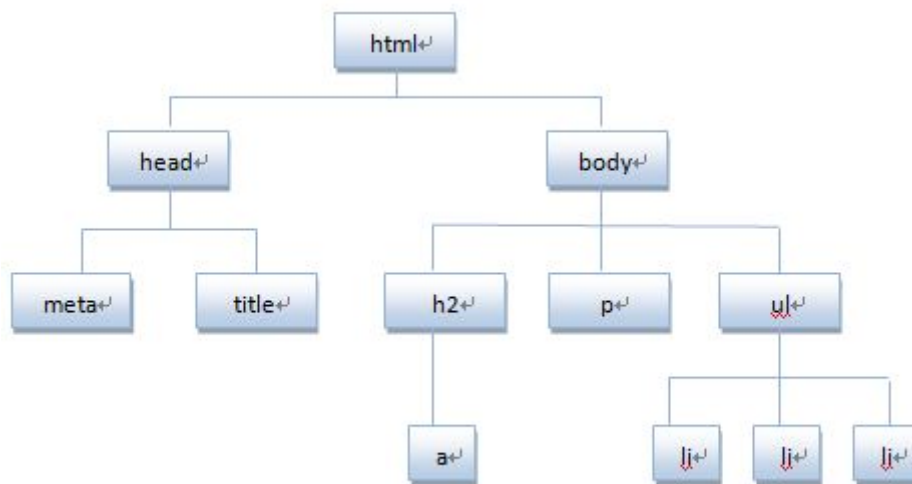 html↵
head↵
body↵
meta↵
title↵
h2↵
p↵
ul↵
a↵
li↵
li↵
li↵